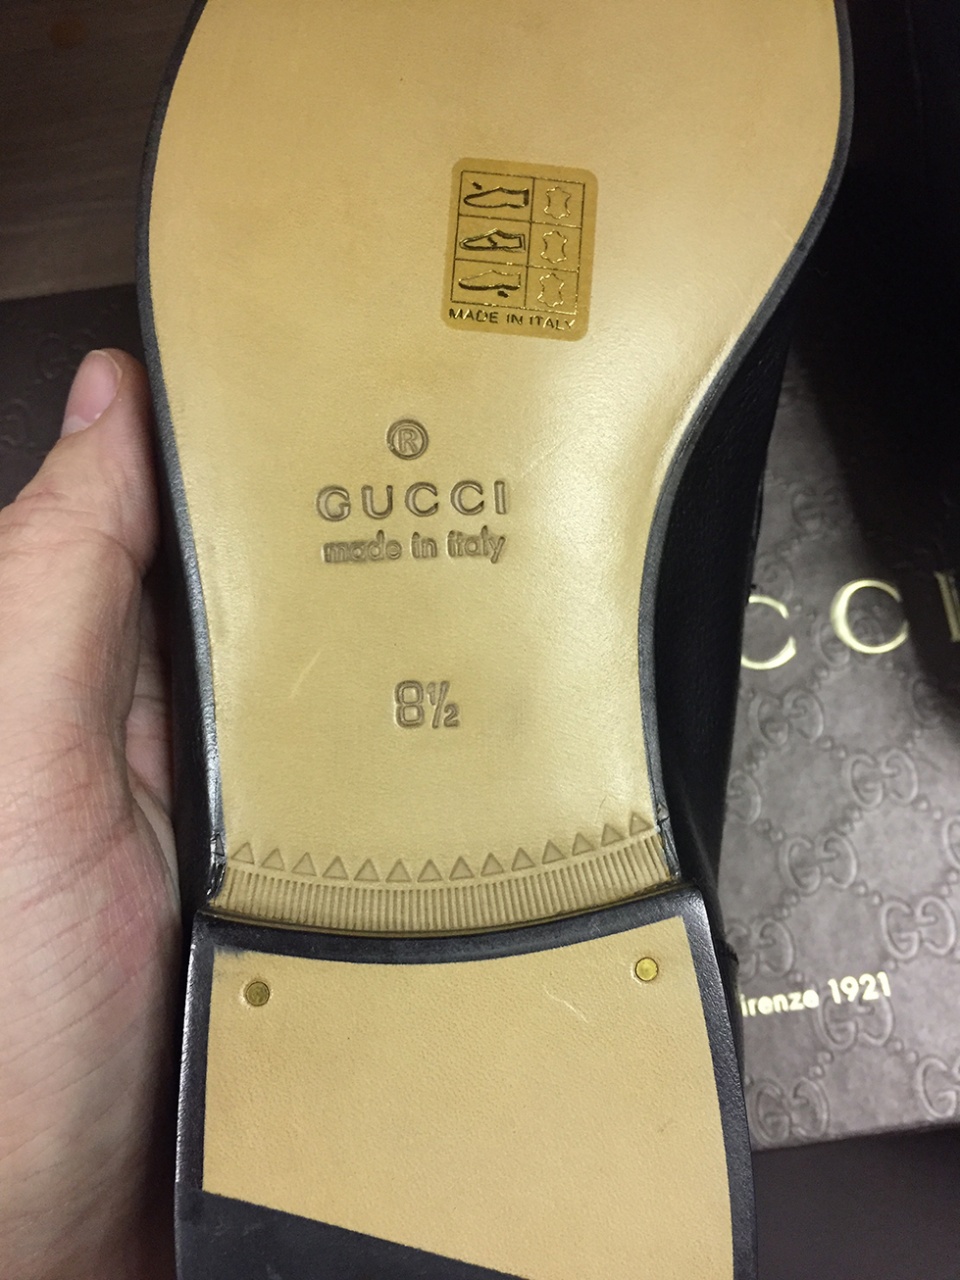 MADE IN ITALY
®
GUCCI
made in italy
8½
CCI
irenze 1921